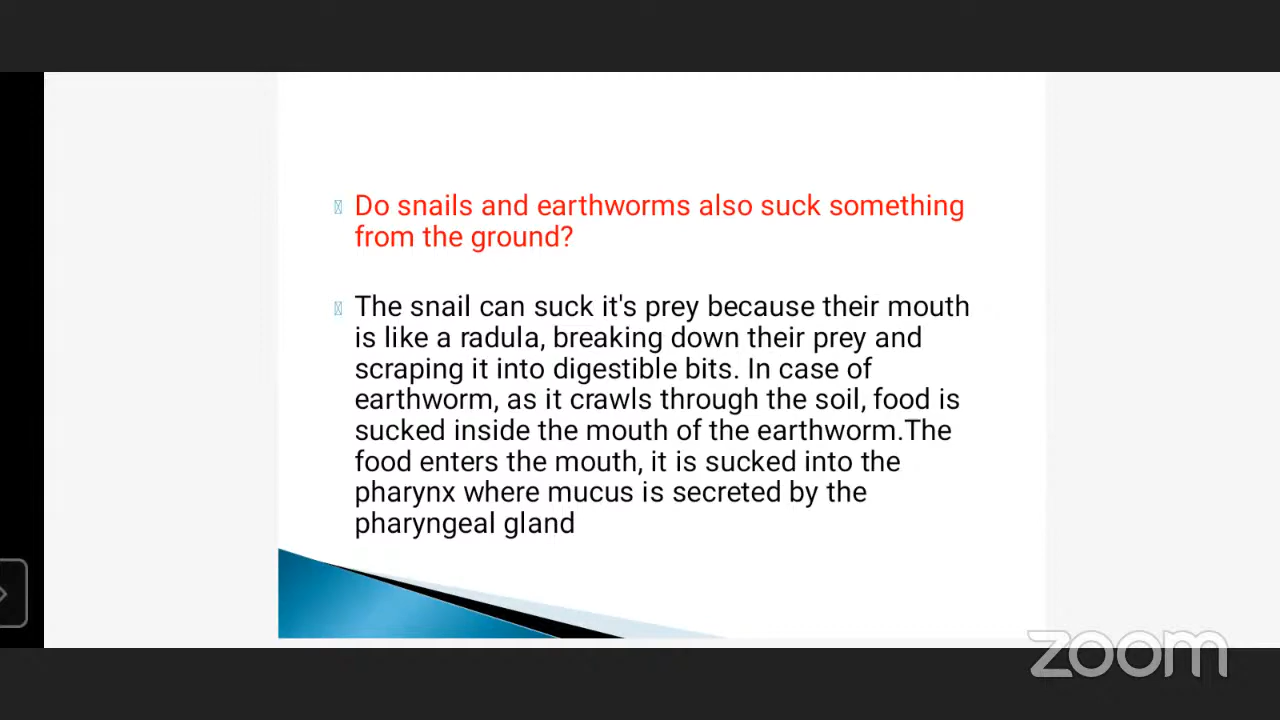 Do snails and earthworms also suck something
from the ground?
The snail can suck it's prey because their mouth
is like a radula, breaking down their prey and
scraping it into digestible bits. In case of
earthworm, as it crawls through the soil, food is
sucked inside the mouth of the earthworm.The
food enters the mouth, it is sucked into the
pharynx where mucus is secreted by the
pharyngeal gland
zoom